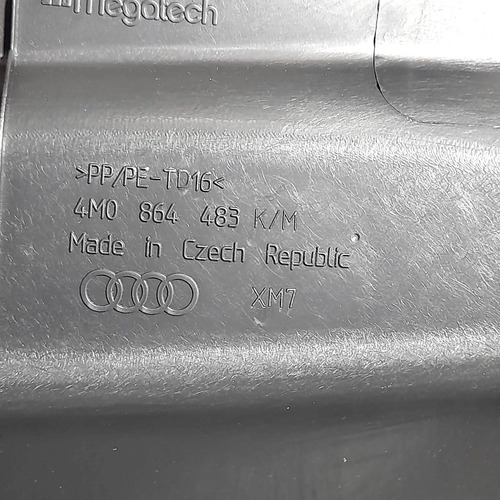 megatech
>PP/PE-TD16<
4M0 864 483 K/M
Made in Czech Republic
XM7